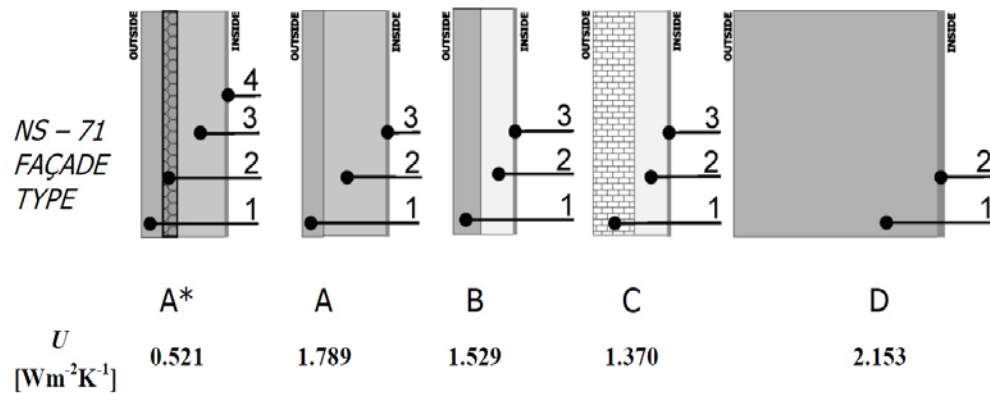 OUTSIDE INSIDE OUTSIDE INSIDE OUTSIDE INSIDE OUTSIDE INSIDE OUTSIDE INSIDE
4
3 3 3 3
2 2 2 2 2
1 1 1 1 1
NS – 71
FAÇADE
TYPE
A* A B C D
U 0.521 1.789 1.529 1.370 2.153
[Wm⁻²K⁻¹]